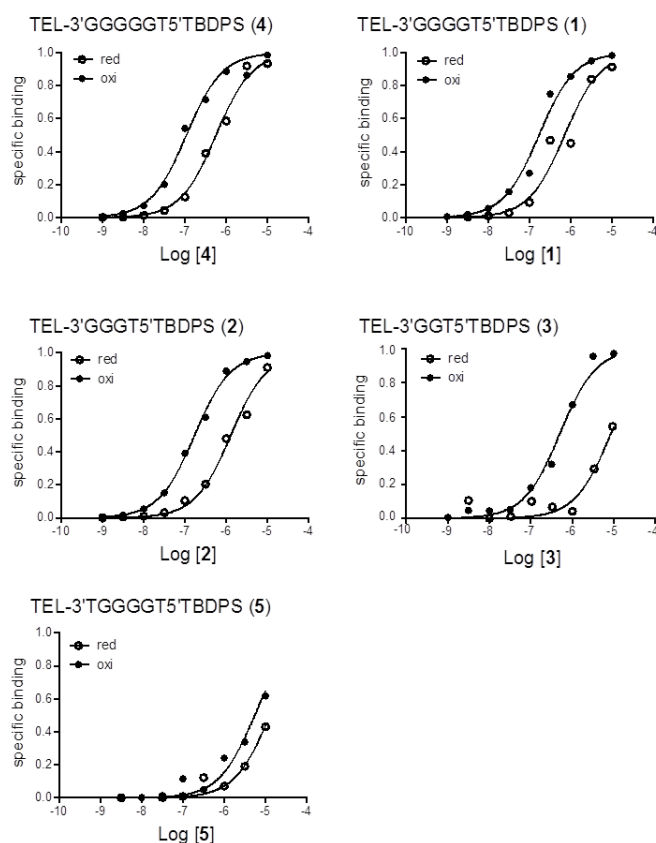 TEL-3'GGGGGT5'TBDPS (4)
specific binding
1.0
0.8
0.6
0.4
0.2
0.0
red
oxi
-10 -9 -8 -7 -6 -5 -4
Log [4]
TEL-3'GGGGT5'TBDPS (1)
specific binding
1.0
0.8
0.6
0.4
0.2
0.0
red
oxi
-10 -9 -8 -7 -6 -5 -4
Log [1]
TEL-3'GGGT5'TBDPS (2)
specific binding
1.0
0.8
0.6
0.4
0.2
0.0
red
oxi
-10 -9 -8 -7 -6 -5 -4
Log [2]
TEL-3'GGT5'TBDPS (3)
specific binding
1.0
0.8
0.6
0.4
0.2
0.0
red
oxi
-10 -9 -8 -7 -6 -5 -4
Log [3]
TEL-3'TGGGGT5'TBDPS (5)
specific binding
1.0
0.8
0.6
0.4
0.2
0.0
red
oxi
-10 -9 -8 -7 -6 -5 -4
Log [5]